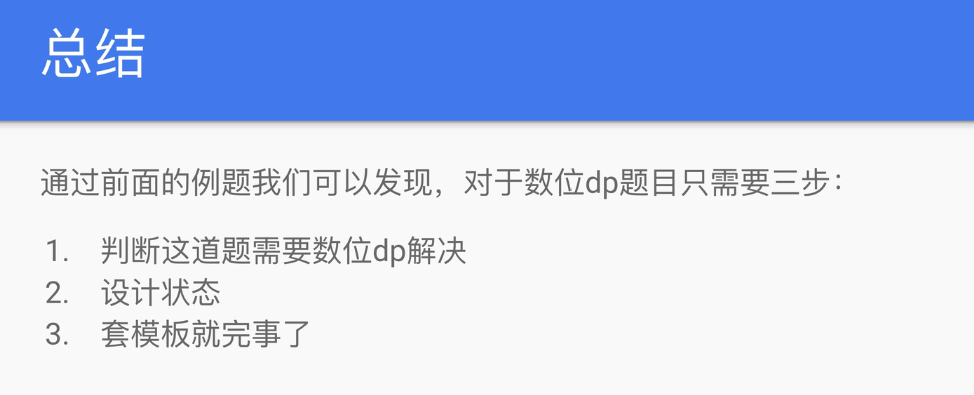 总结
通过前面的例题我们可以发现，对于数位dp题目只需要三步：
1. 判断这道题需要数位dp解决
2. 设计状态
3. 套模板就完事了